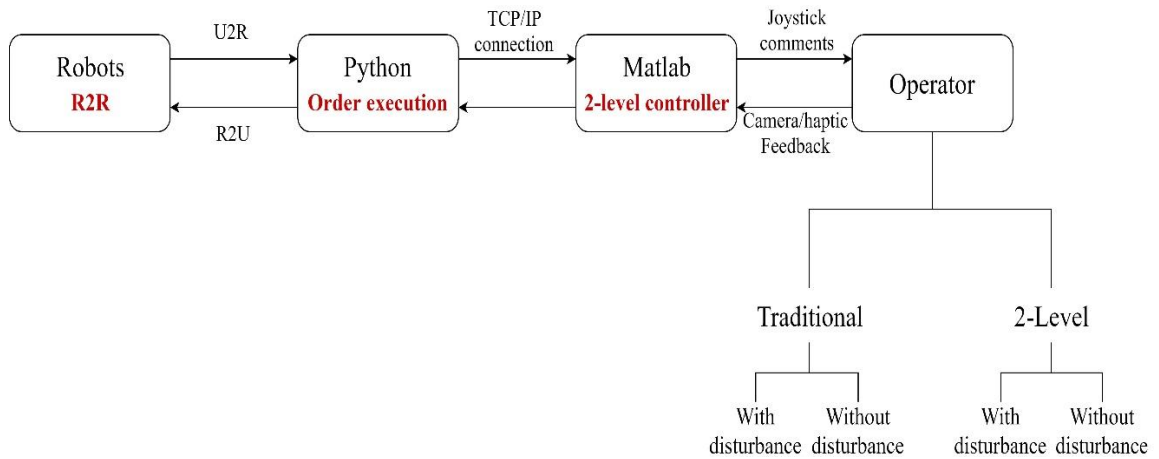 U2R
TCP/IP
connection
Joystick
comments
Robots
R2R
Python
Order execution
Matlab
2-level controller
Operator
R2U
Camera/haptic
Feedback
Traditional
2-Level
With
disturbance
Without
disturbance
With
disturbance
Without
disturbance